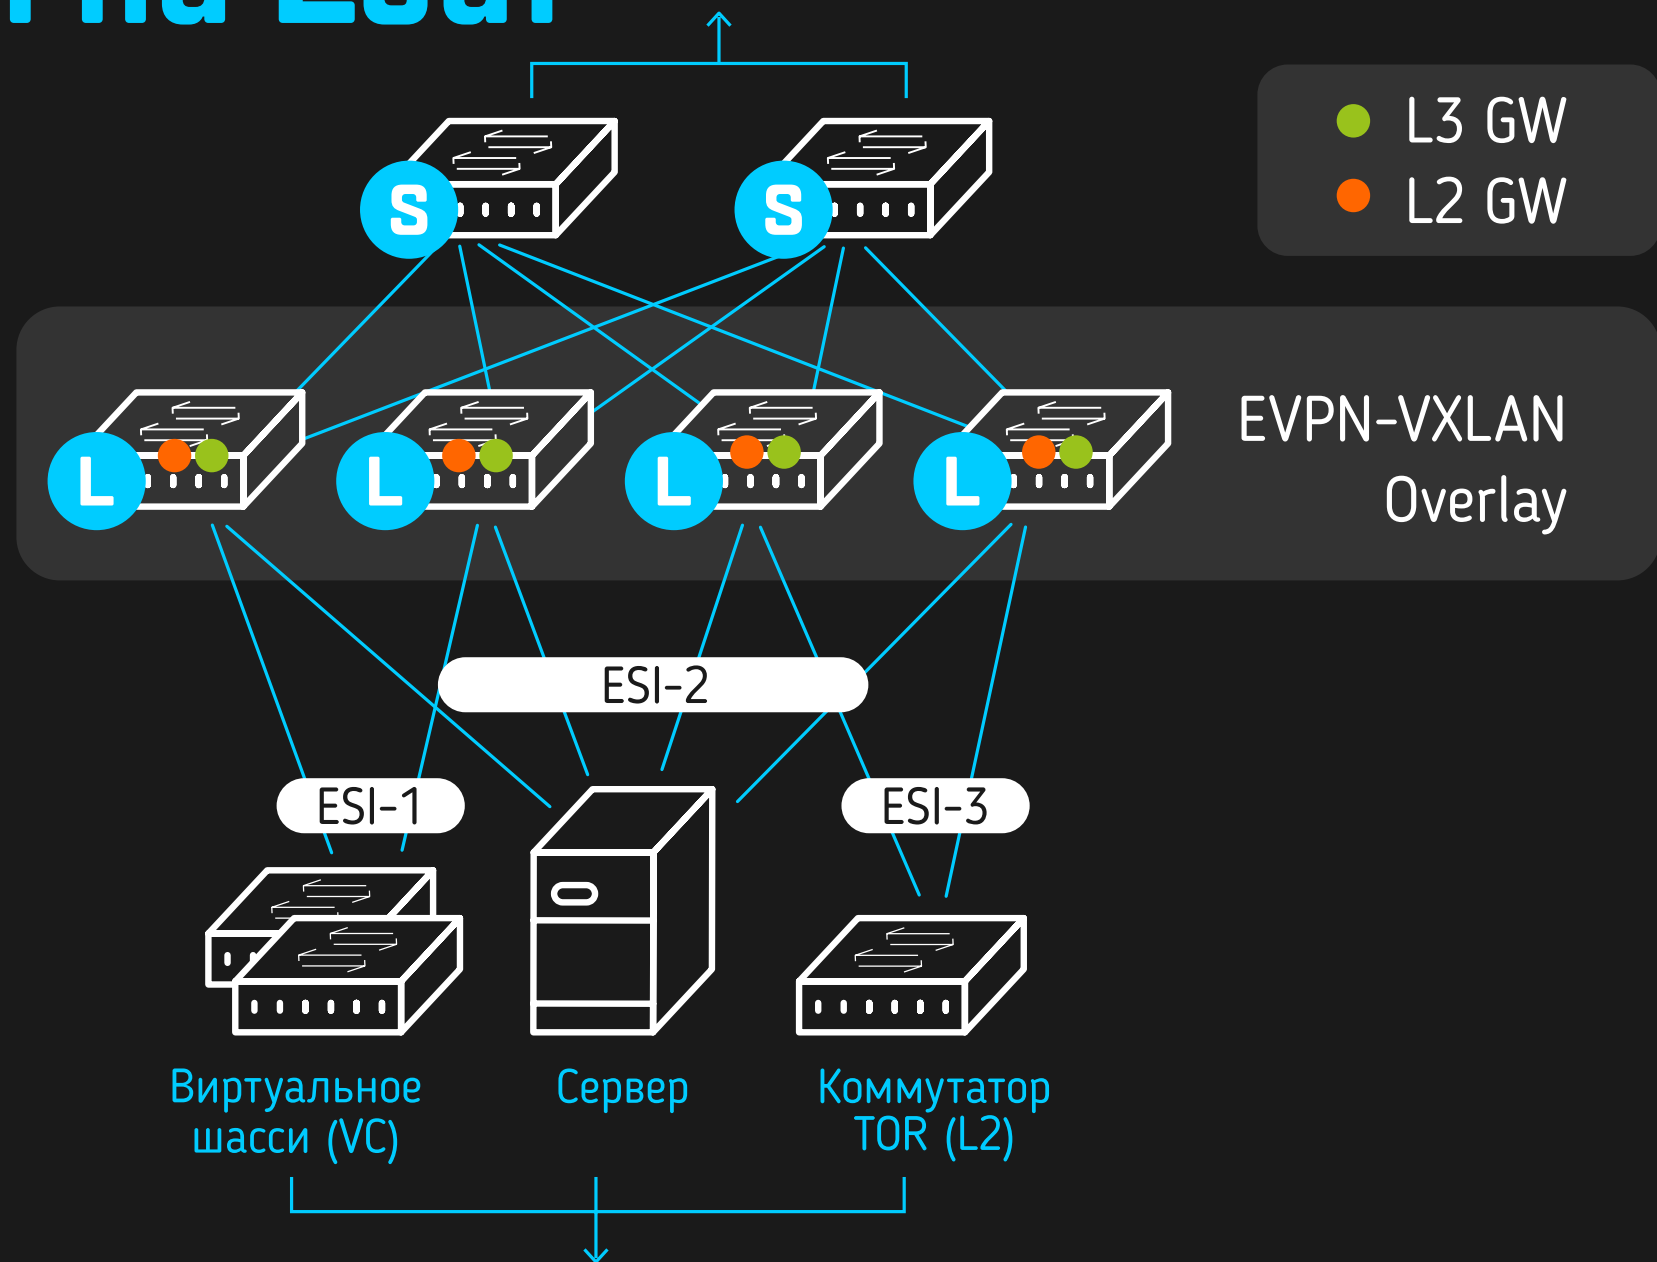 L3 GW
L2 GW
S
S
EVPN-VXLAN
Overlay
L
L
L
L
ESI-2
ESI-1
ESI-3
Виртуальное
шасси (VC)
Сервер
Коммутатор
TOR (L2)